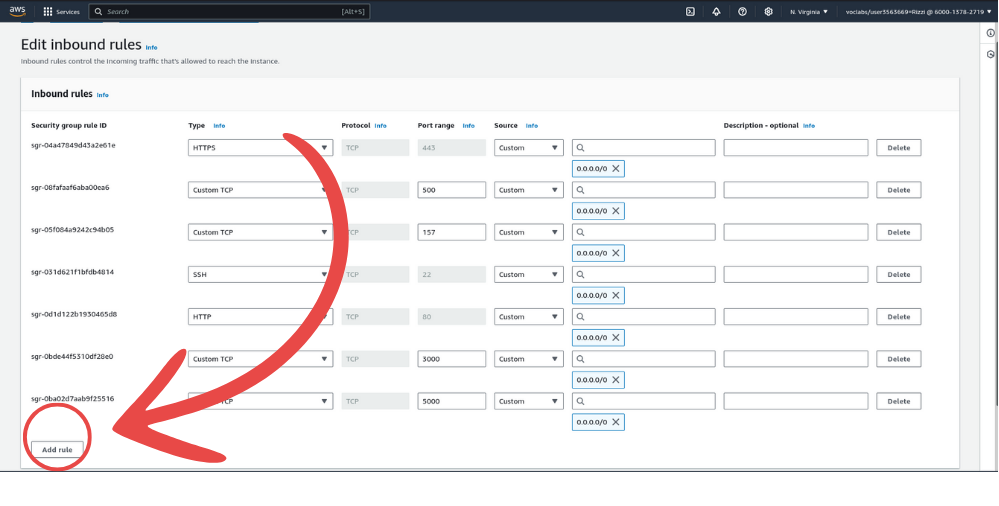 aws Services Search [Alt+S] N. Virginia voclabs/user3563669=Rizzi @ 6000-1378-2719
Edit inbound rules Info
Inbound rules control the incoming traffic that's allowed to reach the instance.
Inbound rules Info
Security group rule ID Type Info Protocol Info Port range Info Source Info Description - optional Info
sgr-04a47849d43a2e61e HTTPS TCP 443 Custom Delete
0.0.0.0/0
sgr-08fafaaf6aba00ea6 Custom TCP TCP 500 Custom Delete
0.0.0.0/0
sgr-05f084a9242c94b05 Custom TCP TCP 157 Custom Delete
0.0.0.0/0
sgr-031d621f1bfdb4814 SSH TCP 22 Custom Delete
0.0.0.0/0
sgr-0d1d122b1930465d8 HTTP TCP 80 Custom Delete
0.0.0.0/0
sgr-0bde44f5310df28e0 Custom TCP TCP 3000 Custom Delete
0.0.0.0/0
sgr-0ba02d7aab9f25516 TCP TCP 5000 Custom Delete
0.0.0.0/0
Add rule